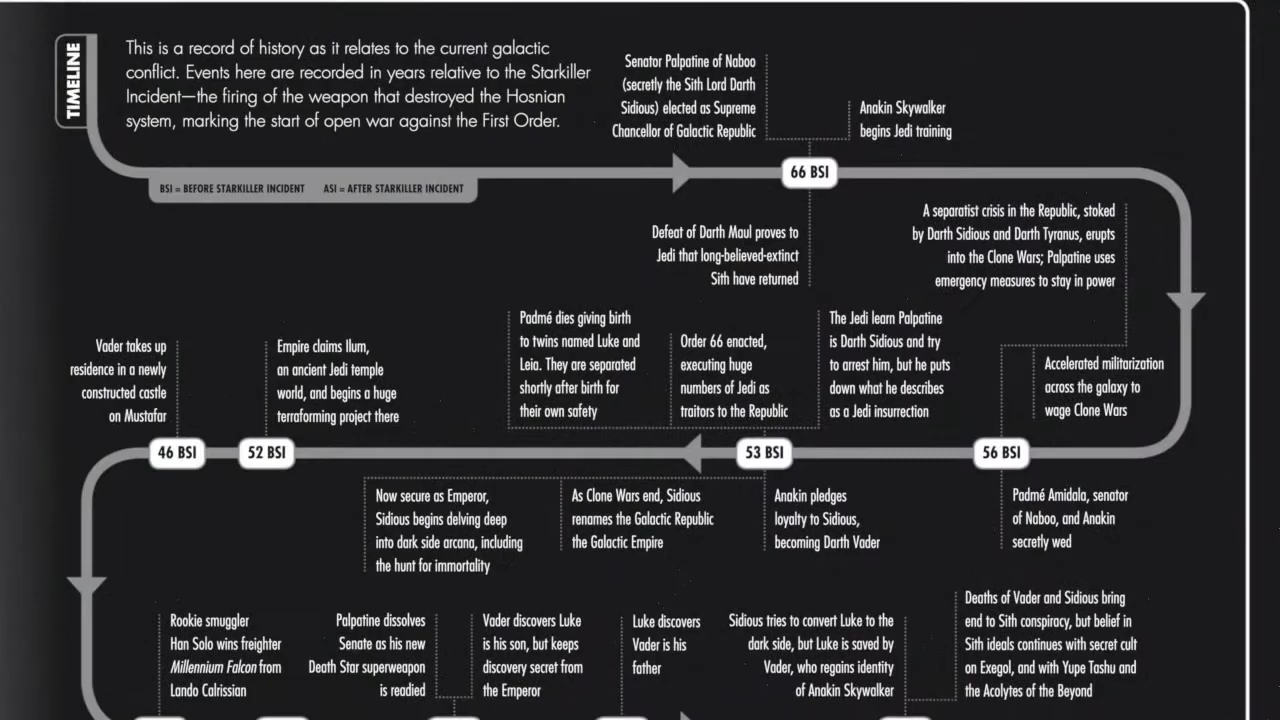 TIMELINE
This is a record of history as it relates to the current galactic
conflict. Events here are recorded in years relative to the Starkiller
Incident—the firing of the weapon that destroyed the Hosnian
system, marking the start of open war against the First Order.
BSI = BEFORE STARKILLER INCIDENT ASI = AFTER STARKILLER INCIDENT
Senator Palpatine of Naboo
(secretly the Sith Lord Darth
Sidious) elected as Supreme
Chancellor of Galactic Republic
Anakin Skywalker
begins Jedi training
66 BSI
Defeat of Darth Maul proves to
Jedi that long-believed-extinct
Sith have returned
A separatist crisis in the Republic, stoked
by Darth Sidious and Darth Tyranus, erupts
into the Clone Wars; Palpatine uses
emergency measures to stay in power
Accelerated militarization
across the galaxy to
wage Clone Wars
56 BSI
Padmé Amidala, senator
of Naboo, and Anakin
secretly wed
The Jedi learn Palpatine
is Darth Sidious and try
to arrest him, but he puts
down what he describes
as a Jedi insurrection
Order 66 enacted,
executing huge
numbers of Jedi as
traitors to the Republic
Padmé dies giving birth
to twins named Luke and
Leia. They are separated
shortly after birth for
their own safety
53 BSI
Anakin pledges
loyalty to Sidious,
becoming Darth Vader
As Clone Wars end, Sidious
renames the Galactic Republic
the Galactic Empire
Now secure as Emperor,
Sidious begins delving deep
into dark side arcana, including
the hunt for immortality
Empire claims Ilum,
an ancient Jedi temple
world, and begins a huge
terraforming project there
52 BSI
Vader takes up
residence in a newly
constructed castle
on Mustafar
46 BSI
Rookie smuggler
Han Solo wins freighter
Millennium Falcon from
Lando Calrissian
Palpatine dissolves
Senate as his new
Death Star superweapon
is readied
Vader discovers Luke
is his son, but keeps
discovery secret from
the Emperor
Luke discovers
Vader is his
father
Sidious tries to convert Luke to the
dark side, but Luke is saved by
Vader, who regains identity
of Anakin Skywalker
Deaths of Vader and Sidious bring
end to Sith conspiracy, but belief in
Sith ideals continues with secret cult
on Exegol, and with Yupe Tashu and
the Acolytes of the Beyond